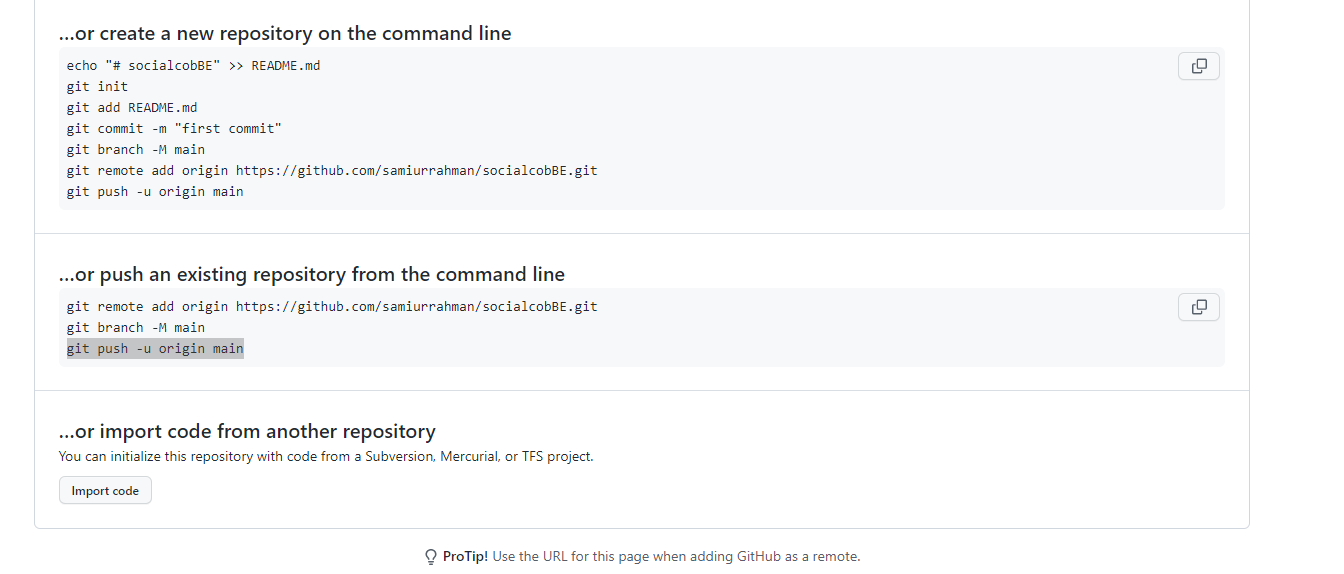 ...or create a new repository on the command line
echo "# socialcobBE" >> README.md
git init
git add README.md
git commit -m "first commit"
git branch -M main
git remote add origin https://github.com/samiurrahman/socialcobBE.git
git push -u origin main
...or push an existing repository from the command line
git remote add origin https://github.com/samiurrahman/socialcobBE.git
git branch -M main
git push -u origin main
...or import code from another repository
You can initialize this repository with code from a Subversion, Mercurial, or TFS project.
Import code
ProTip! Use the URL for this page when adding GitHub as a remote.